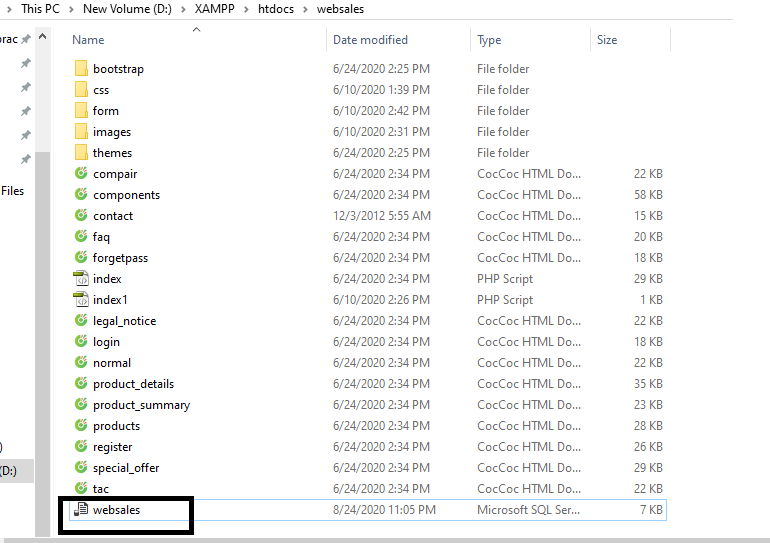 This PC > New Volume (D:) > XAMPP > htdocs > websales
Name Date modified Type Size
bootstrap 6/24/2020 2:25 PM File folder
css 6/10/2020 1:39 PM File folder
form 6/10/2020 2:42 PM File folder
images 6/10/2020 2:31 PM File folder
themes 6/24/2020 2:25 PM File folder
compair 6/24/2020 2:34 PM CocCoc HTML Do... 22 KB
Files components 6/24/2020 2:34 PM CocCoc HTML Do... 58 KB
contact 12/3/2012 5:55 AM CocCoc HTML Do... 15 KB
faq 6/24/2020 2:34 PM CocCoc HTML Do... 20 KB
forgetpass 6/24/2020 2:34 PM CocCoc HTML Do... 18 KB
index 6/24/2020 2:34 PM PHP Script 29 KB
index1 6/10/2020 2:26 PM PHP Script 1 KB
legal_notice 6/24/2020 2:34 PM CocCoc HTML Do... 22 KB
login 6/24/2020 2:34 PM CocCoc HTML Do... 18 KB
normal 6/24/2020 2:34 PM CocCoc HTML Do... 22 KB
product_details 6/24/2020 2:34 PM CocCoc HTML Do... 35 KB
product_summary 6/24/2020 2:34 PM CocCoc HTML Do... 23 KB
products 6/24/2020 2:34 PM CocCoc HTML Do... 28 KB
register 6/24/2020 2:34 PM CocCoc HTML Do... 26 KB
(D:) special_offer 6/24/2020 2:34 PM CocCoc HTML Do... 29 KB
tac 6/24/2020 2:34 PM CocCoc HTML Do... 22 KB
websales 8/24/2020 11:05 PM Microsoft SQL Ser... 7 KB